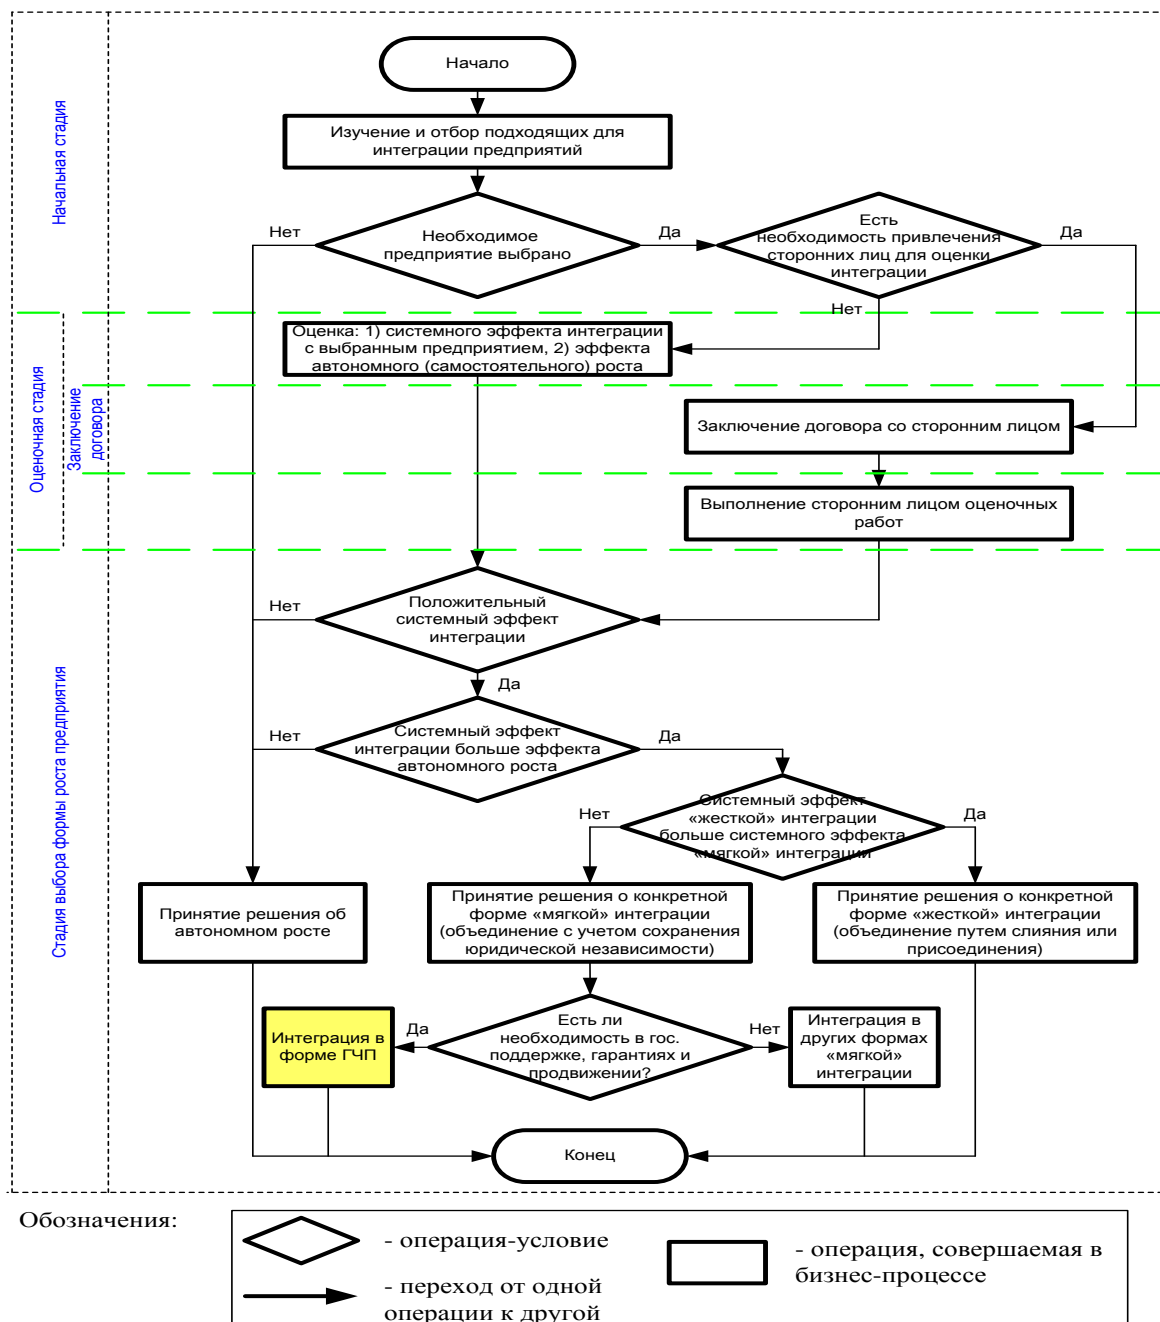 Начало
Начальная стадия
Изучение и отбор подходящих для
интеграции предприятий
Нет
Необходимое
предприятие выбрано
Да
Есть
необходимость привлечения
сторонних лиц для оценки
интеграции
Да
Нет
Оценочная стадия
Заключение
договора
Оценка: 1) системного эффекта интеграции
с выбранным предприятием, 2) эффекта
автономного (самостоятельного) роста
Заключение договора со сторонним лицом
Выполнение сторонним лицом оценочных
работ
Стадия выбора формы роста предприятия
Нет
Положительный
системный эффект
интеграции
Да
Нет
Системный эффект
интеграции больше эффекта
автономного роста
Да
Нет
Системный эффект
«жесткой» интеграции
больше системного эффекта
«мягкой» интеграции
Да
Принятие решения об
автономном росте
Принятие решения о конкретной
форме «мягкой» интеграции
(объединение с учетом сохранения
юридической независимости)
Принятие решения о конкретной
форме «жесткой» интеграции
(объединение путем слияния или
присоединения)
Интеграция в
форме ГЧП
Да
Есть ли
необходимость в гос.
поддержке, гарантиях и
продвижении?
Нет
Интеграция в
других формах
«мягкой»
интеграции
Конец
Обозначения:
- операция-условие
- переход от одной
операции к другой
- операция, совершаемая в
бизнес-процессе